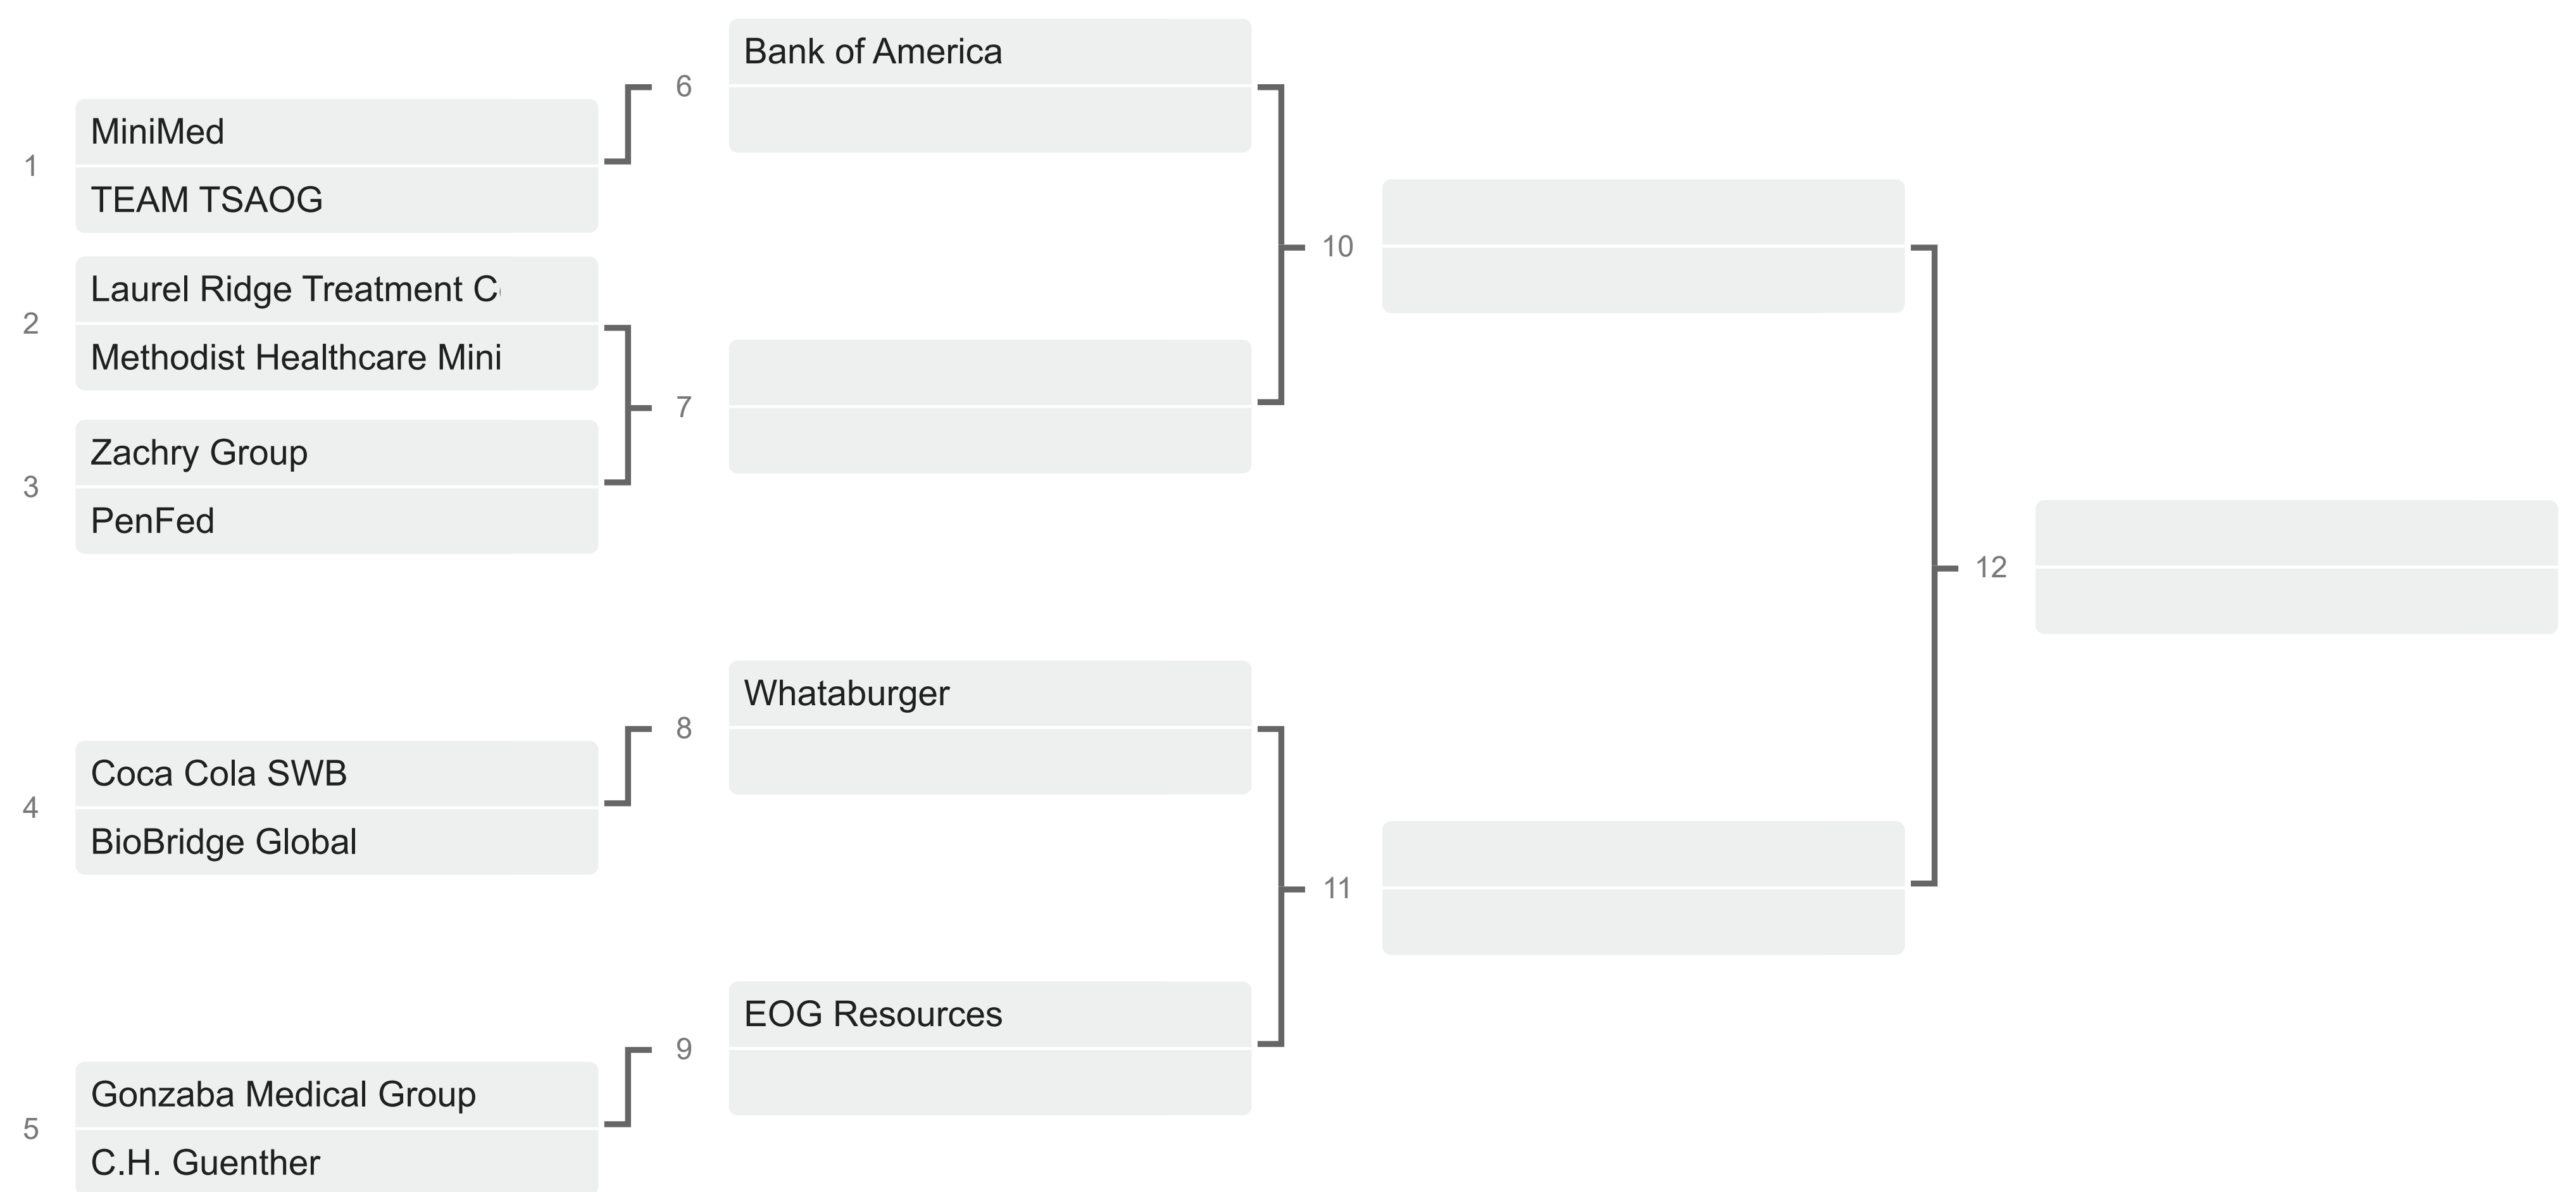 Bank of America
6
MiniMed
1
TEAM TSAOG
10
Laurel Ridge Treatment
2
Methodist Healthcare Mini
7
Zachry Group
3
PenFed
12
Whataburger
8
Coca Cola SWB
4
BioBridge Global
11
EOG Resources
9
Gonzaba Medical Group
5
C.H. Guenther